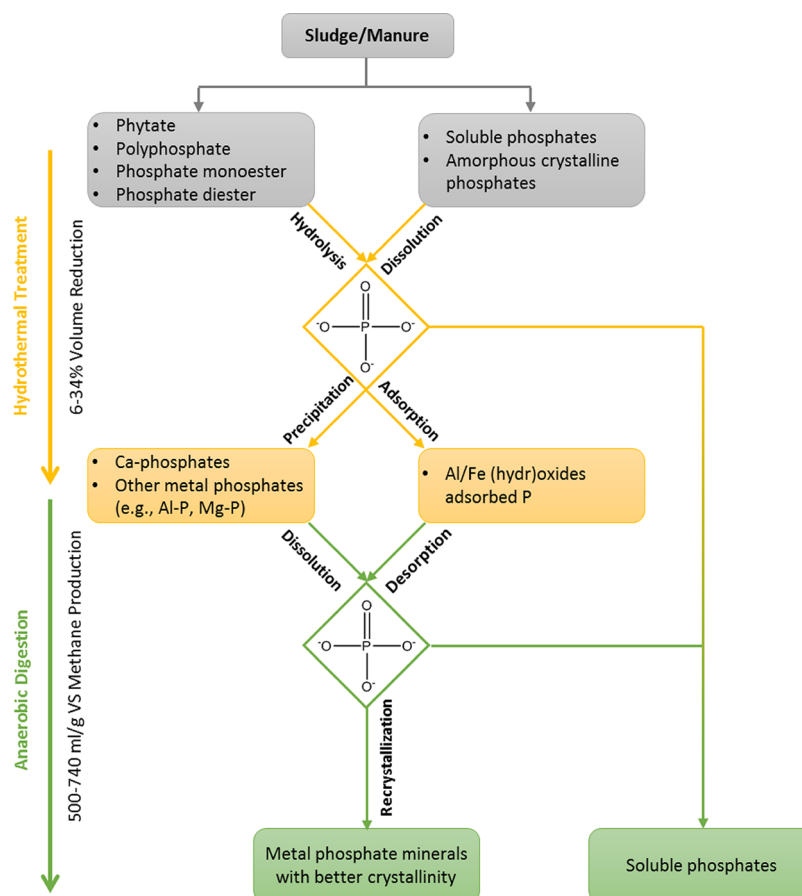 Sludge/Manure
• Phytate
• Polyphosphate
• Phosphate monoester
• Phosphate diester
• Soluble phosphates
• Amorphous crystalline
phosphates
Hydrothermal Treatment
6-34% Volume Reduction
Hydrolysis
Dissolution
O
⁻O
P
O⁻
O⁻
Precipitation
Adsorption
• Ca-phosphates
• Other metal phosphates
(e.g., Al-P, Mg-P)
• Al/Fe (hydr)oxides
adsorbed P
Anaerobic Digestion
500-740 ml/g VS Methane Production
Dissolution
Desorption
O
⁻O
P
O⁻
O⁻
Recrystallization
Metal phosphate minerals
with better crystallinity
Soluble phosphates